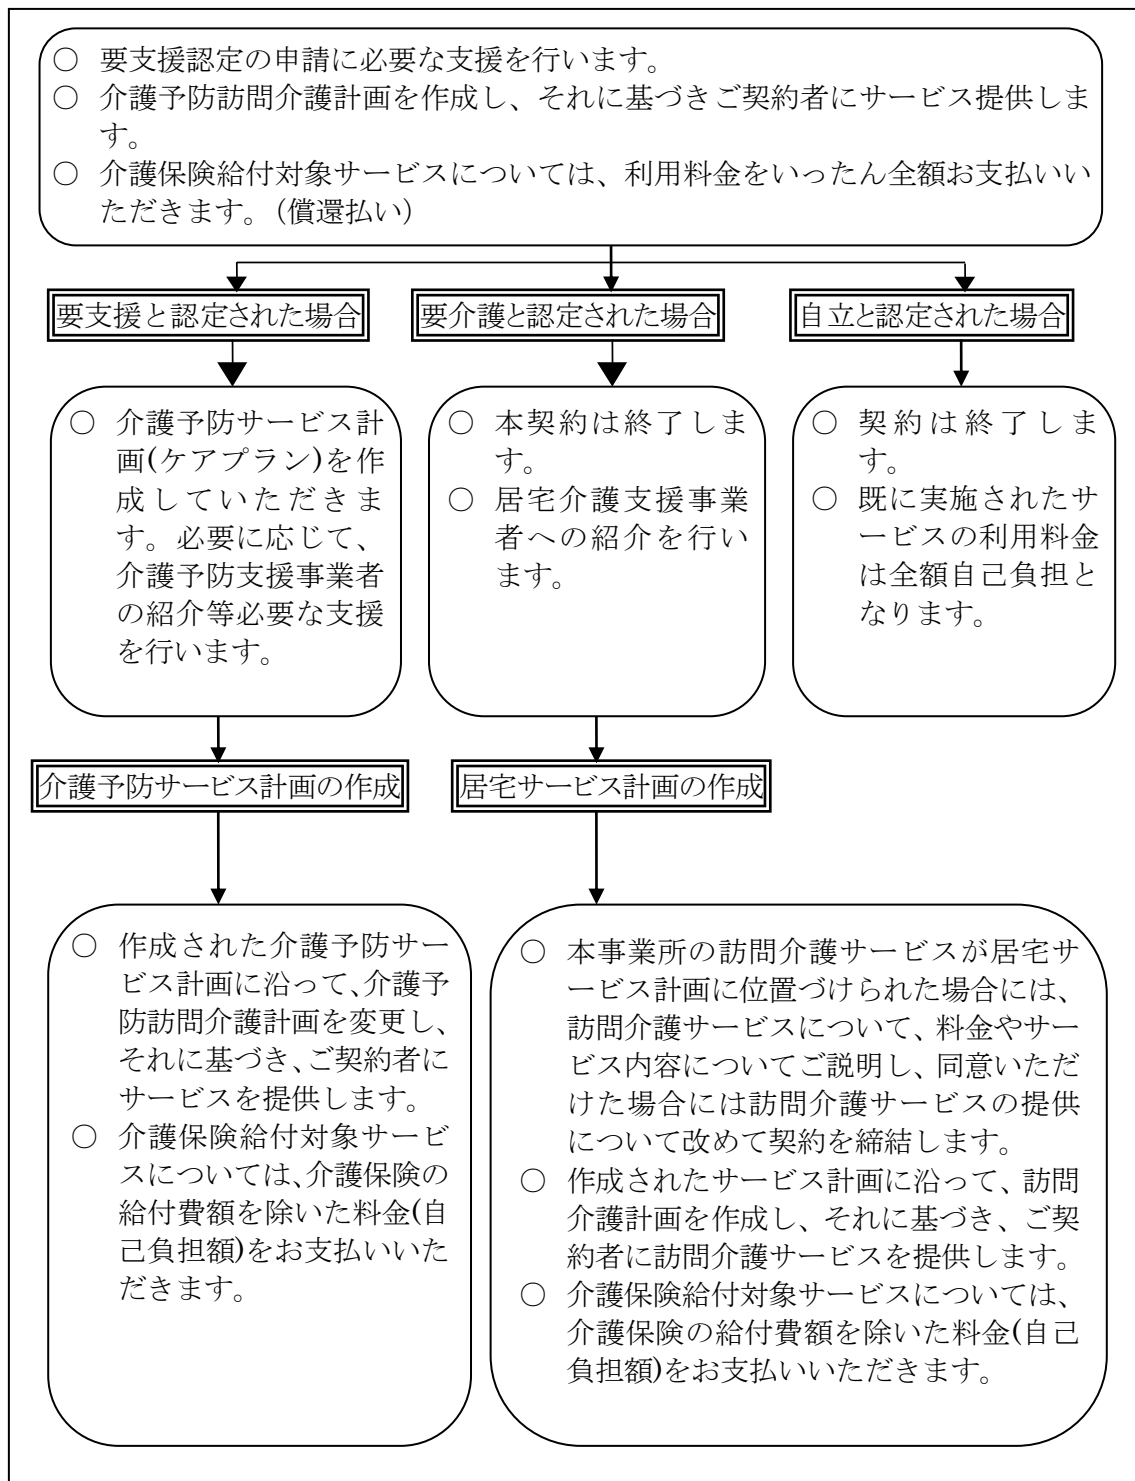 ○ 要支援認定の申請に必要な支援を行います。
○ 介護予防訪問介護計画を作成し、それに基づきご契約者にサービス提供しま
す。
○ 介護保険給付対象サービスについては、利用料金をいったん全額お支払いい
ただきます。(償還払い)
要支援と認定された場合
要介護と認定された場合
自立と認定された場合
○ 介護予防サービス計
画(ケアプラン)を作
成していただきま
す。必要に応じて、
介護予防支援事業者
の紹介等必要な支援
を行います。
○ 本契約は終了しま
す。
○ 居宅介護支援事業
者への紹介を行い
ます。
○ 契約は終了しま
す。
○ 既に実施されたサ
ービスの利用料金
は全額自己負担と
なります。
介護予防サービス計画の作成
居宅サービス計画の作成
○ 作成された介護予防サー
ビス計画に沿って、介護予
防訪問介護計画を変更し、
それに基づき、ご契約者に
サービスを提供します。
○ 介護保険給付対象サービ
スについては、介護保険の
給付費額を除いた料金(自
己負担額)をお支払いいた
だきます。
○ 本事業所の訪問介護サービスが居宅サ
ービス計画に位置づけられた場合には、
訪問介護サービスについて、料金やサー
ビス内容についてご説明し、同意いただ
けた場合には訪問介護サービスの提供
について改めて契約を締結します。
○ 作成されたサービス計画に沿って、訪問
介護計画を作成し、それに基づき、ご契
約者に訪問介護サービスを提供します。
○ 介護保険給付対象サービスについては、
介護保険の給付費額を除いた料金(自己
負担額)をお支払いいただきます。